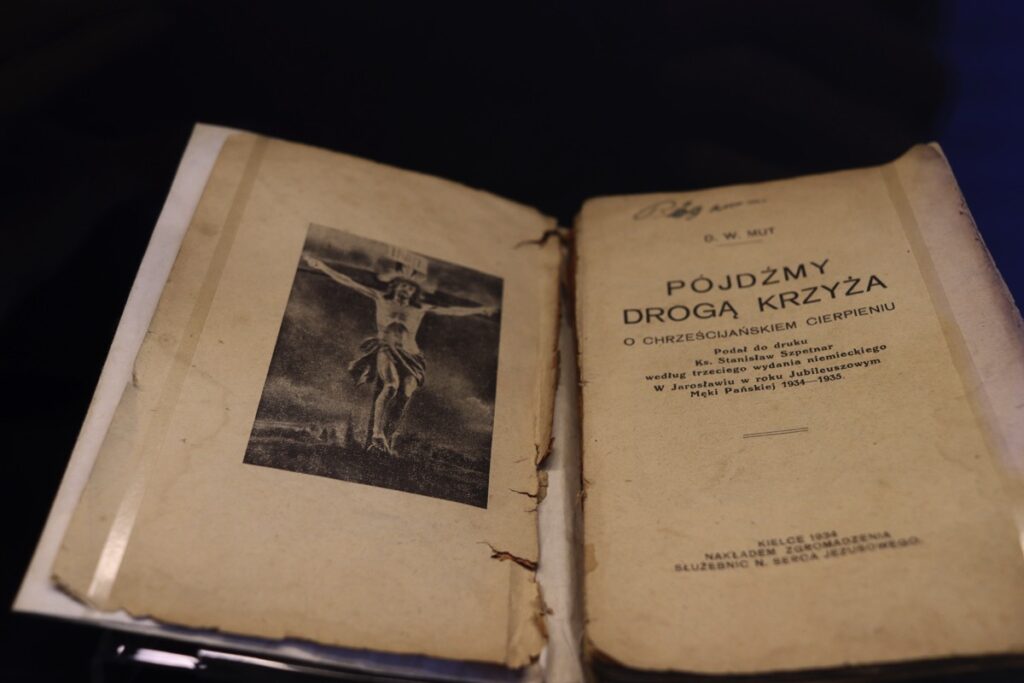 INRI
D. W. MUT
PÓJDŹMY
DROGĄ KRZYŻA
O CHRZEŚCIJAŃSKIEM CIERPIENIU
Podał do druku
Ks. Stanisław Szpetnar
według trzeciego wydania niemieckiego
W Jarosławiu w roku Jubileuszowym
Męki Pańskiej 1934—1935.
KIELCE 1934
NAKŁADEM ZGROMADZENIA
SŁUŻEBNIC N. SERCA JEZUSOWEGO.